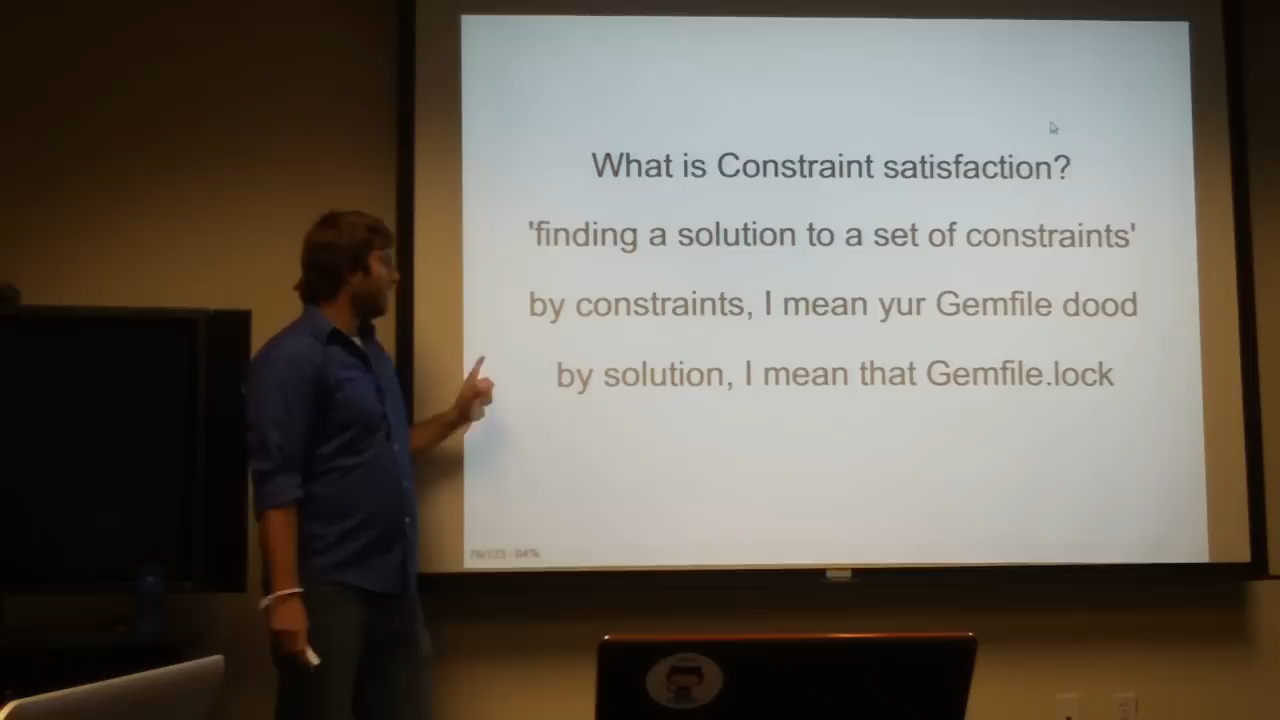 What is Constraint satisfaction?
'finding a solution to a set of constraints'
by constraints, I mean yur Gemfile dood
by solution, I mean that Gemfile.lock